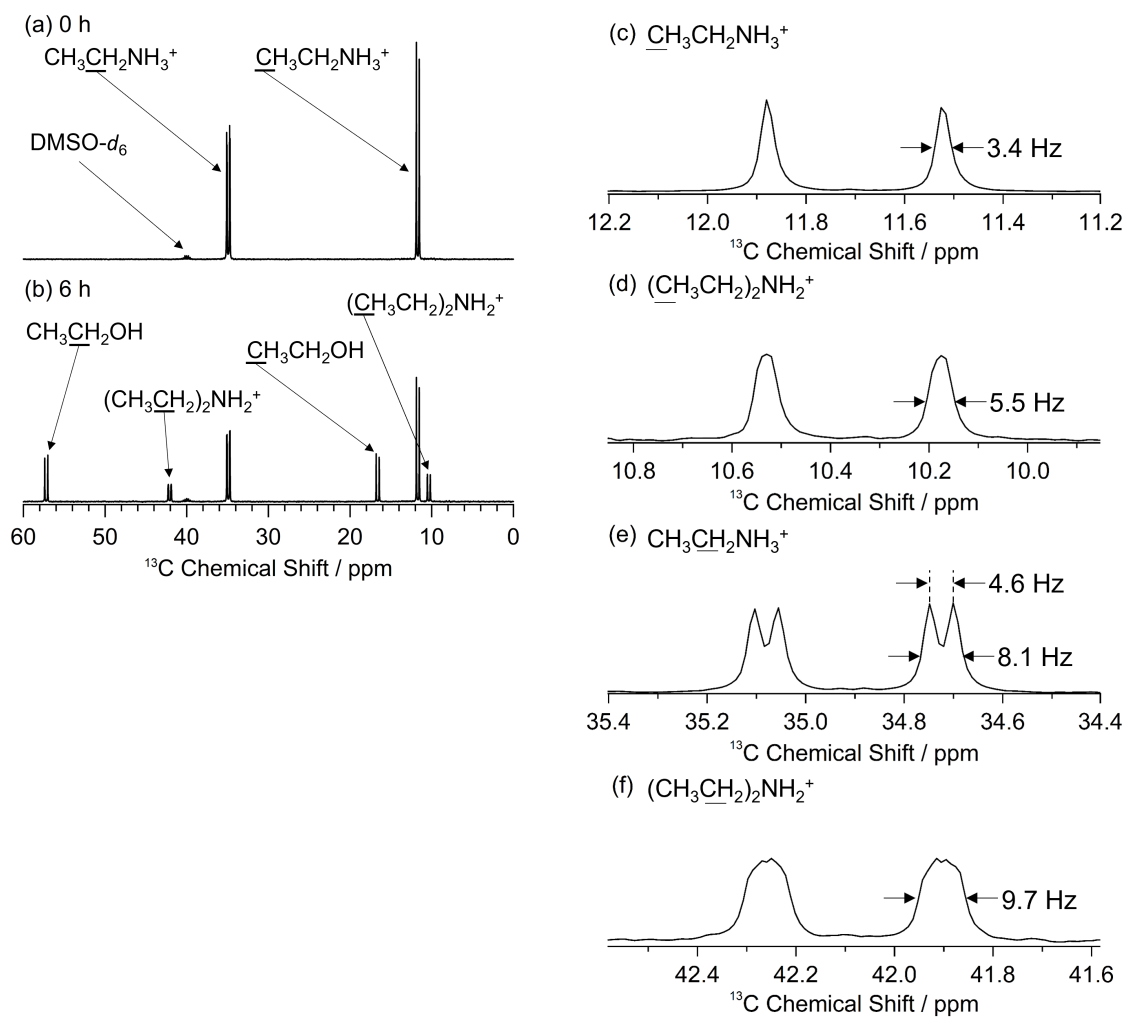 (a) 0 h
CH3CH2NH3+
CH3CH2NH3+
DMSO-d6
(b) 6 h
(CH3CH2)2NH2+
CH3CH2OH
CH3CH2OH
(CH3CH2)2NH2+
60 50 40 30 20 10 0
13C Chemical Shift / ppm
(c) CH3CH2NH3+
3.4 Hz
12.2 12.0 11.8 11.6 11.4 11.2
13C Chemical Shift / ppm
(d) (CH3CH2)2NH2+
5.5 Hz
10.8 10.6 10.4 10.2 10.0
13C Chemical Shift / ppm
(e) CH3CH2NH3+
4.6 Hz
8.1 Hz
35.4 35.2 35.0 34.8 34.6 34.4
13C Chemical Shift / ppm
(f) (CH3CH2)2NH2+
9.7 Hz
42.4 42.2 42.0 41.8 41.6
13C Chemical Shift / ppm